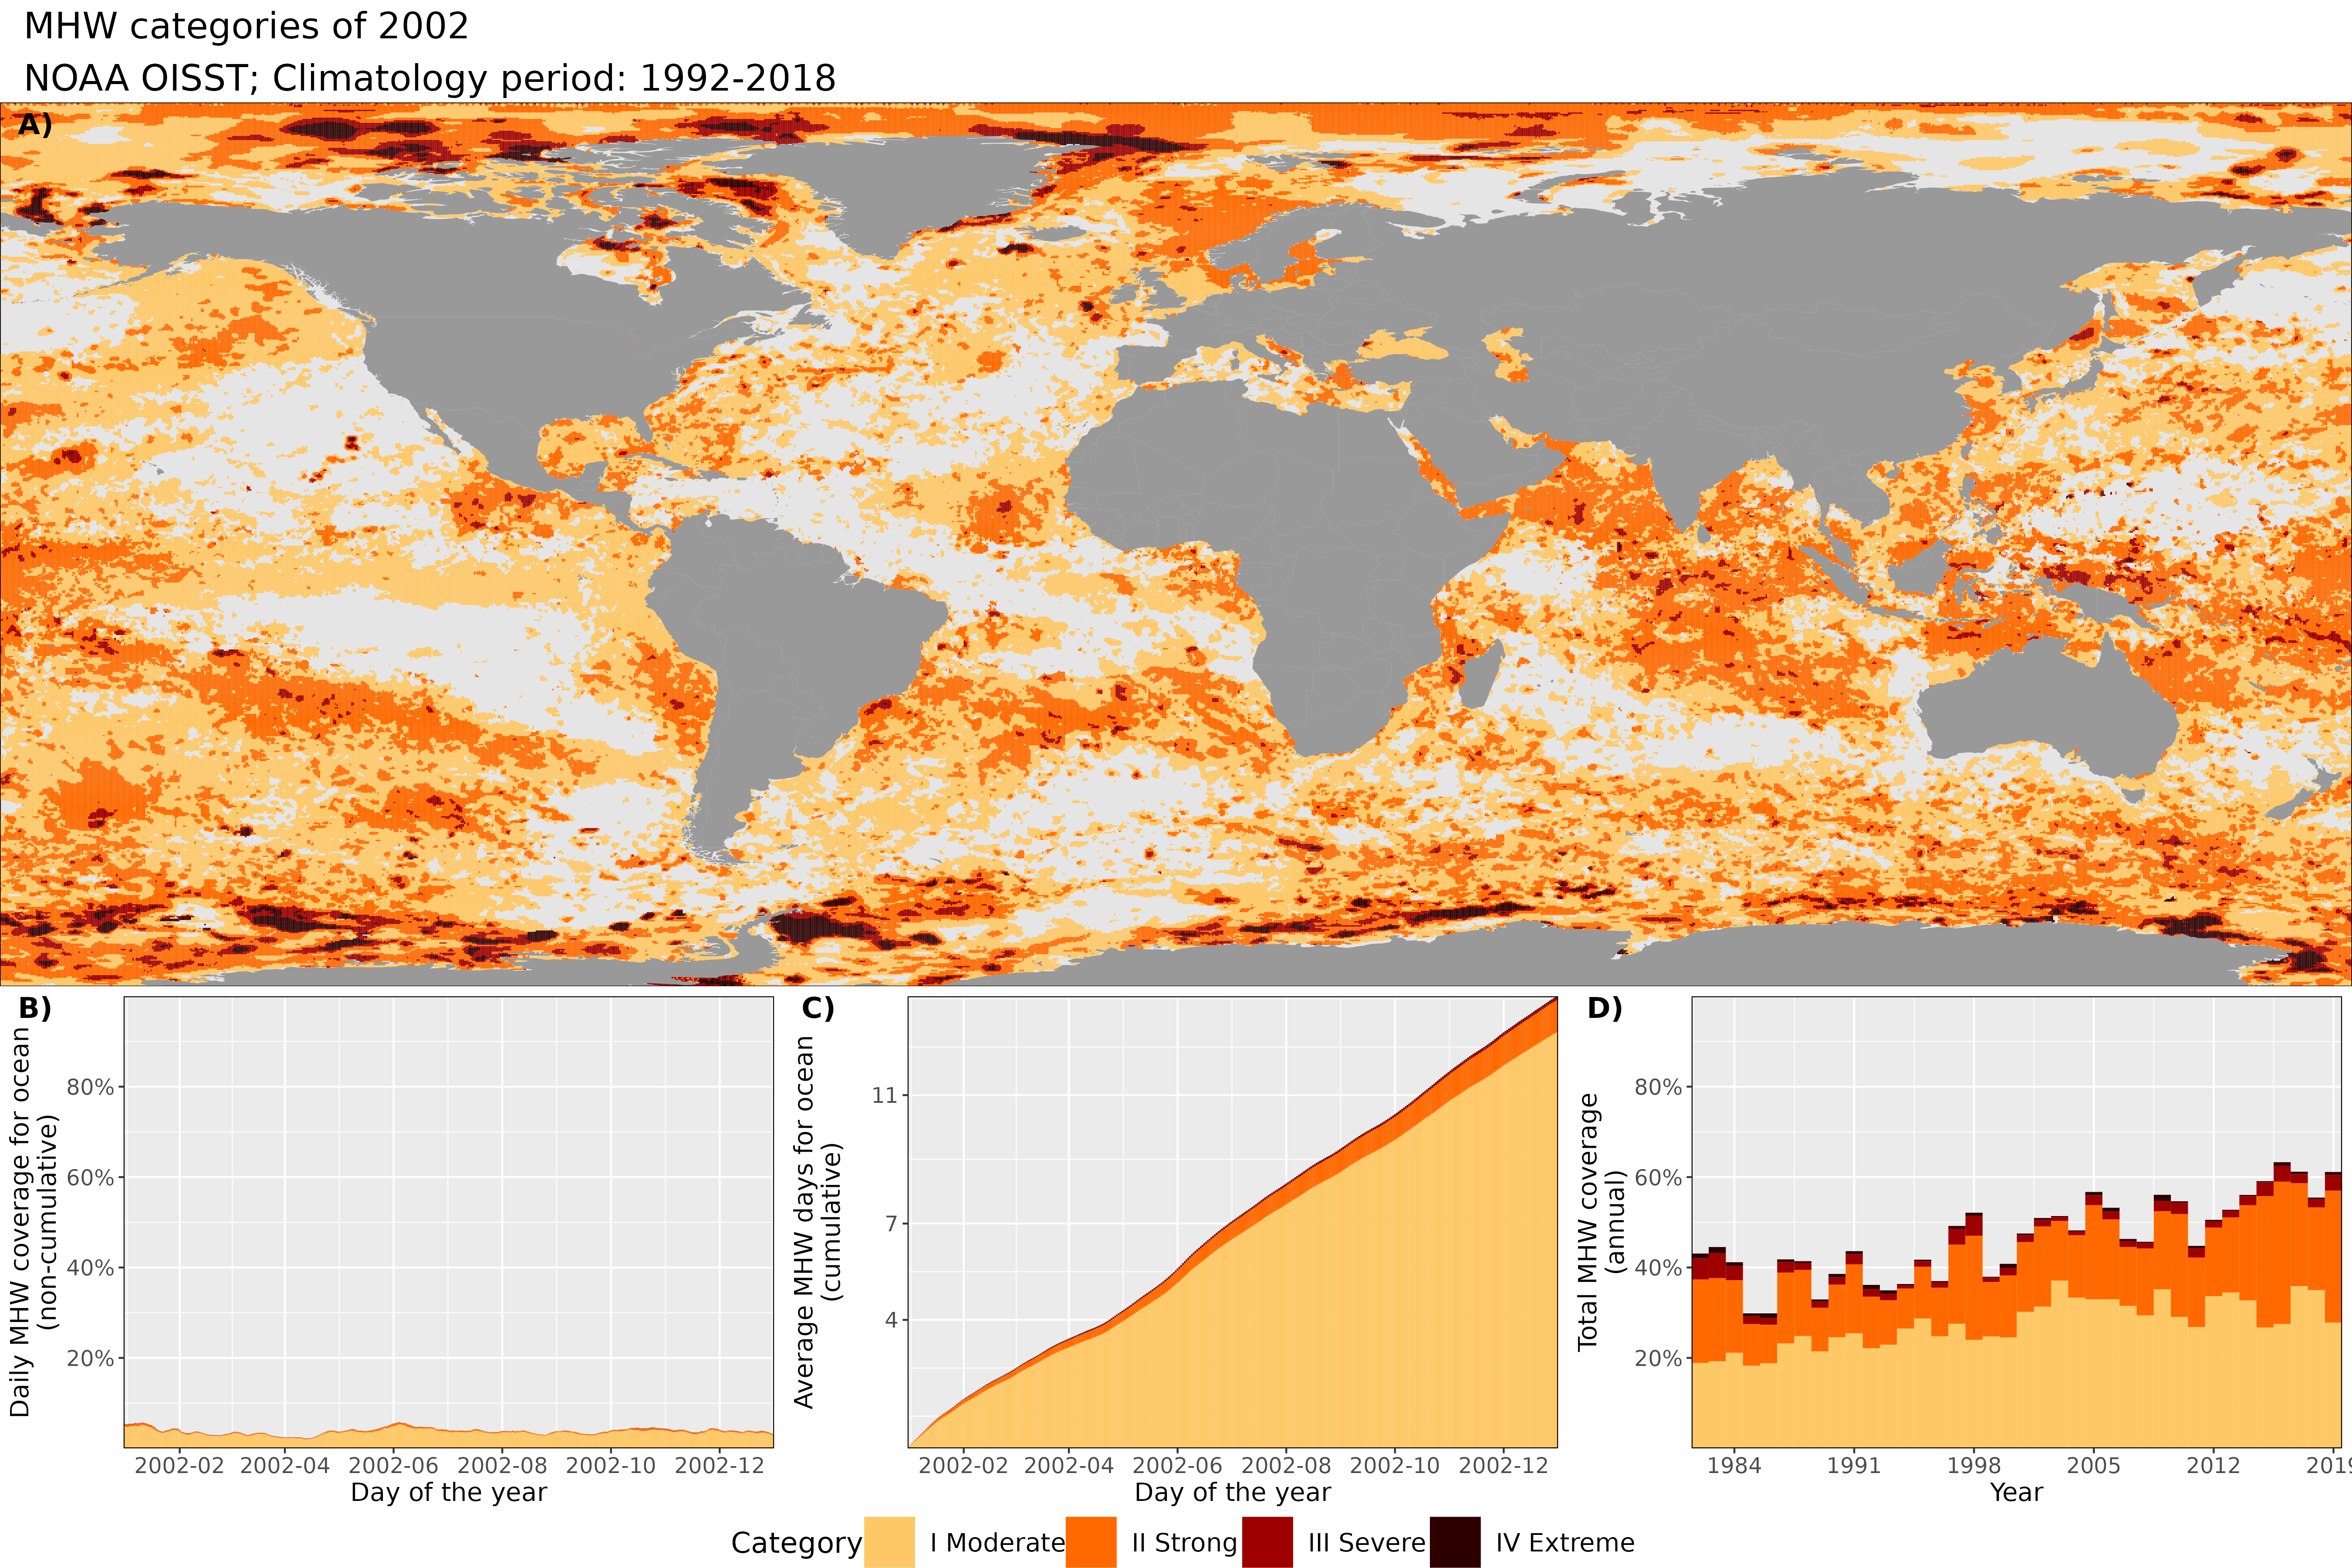 MHW categories of 2002
NOAA OISST; Climatology period: 1992-2018
A)
B)
Daily MHW coverage for ocean
(non-cumulative)
80%
60%
40%
20%
2002-02 2002-04 2002-06 2002-08 2002-10 2002-12
Day of the year
C)
Average MHW days for ocean
(cumulative)
11
7
4
2002-02 2002-04 2002-06 2002-08 2002-10 2002-12
Day of the year
D)
Total MHW coverage
(annual)
80%
60%
40%
20%
1984 1991 1998 2005 2012 2019
Year
Category I Moderate II Strong III Severe IV Extreme